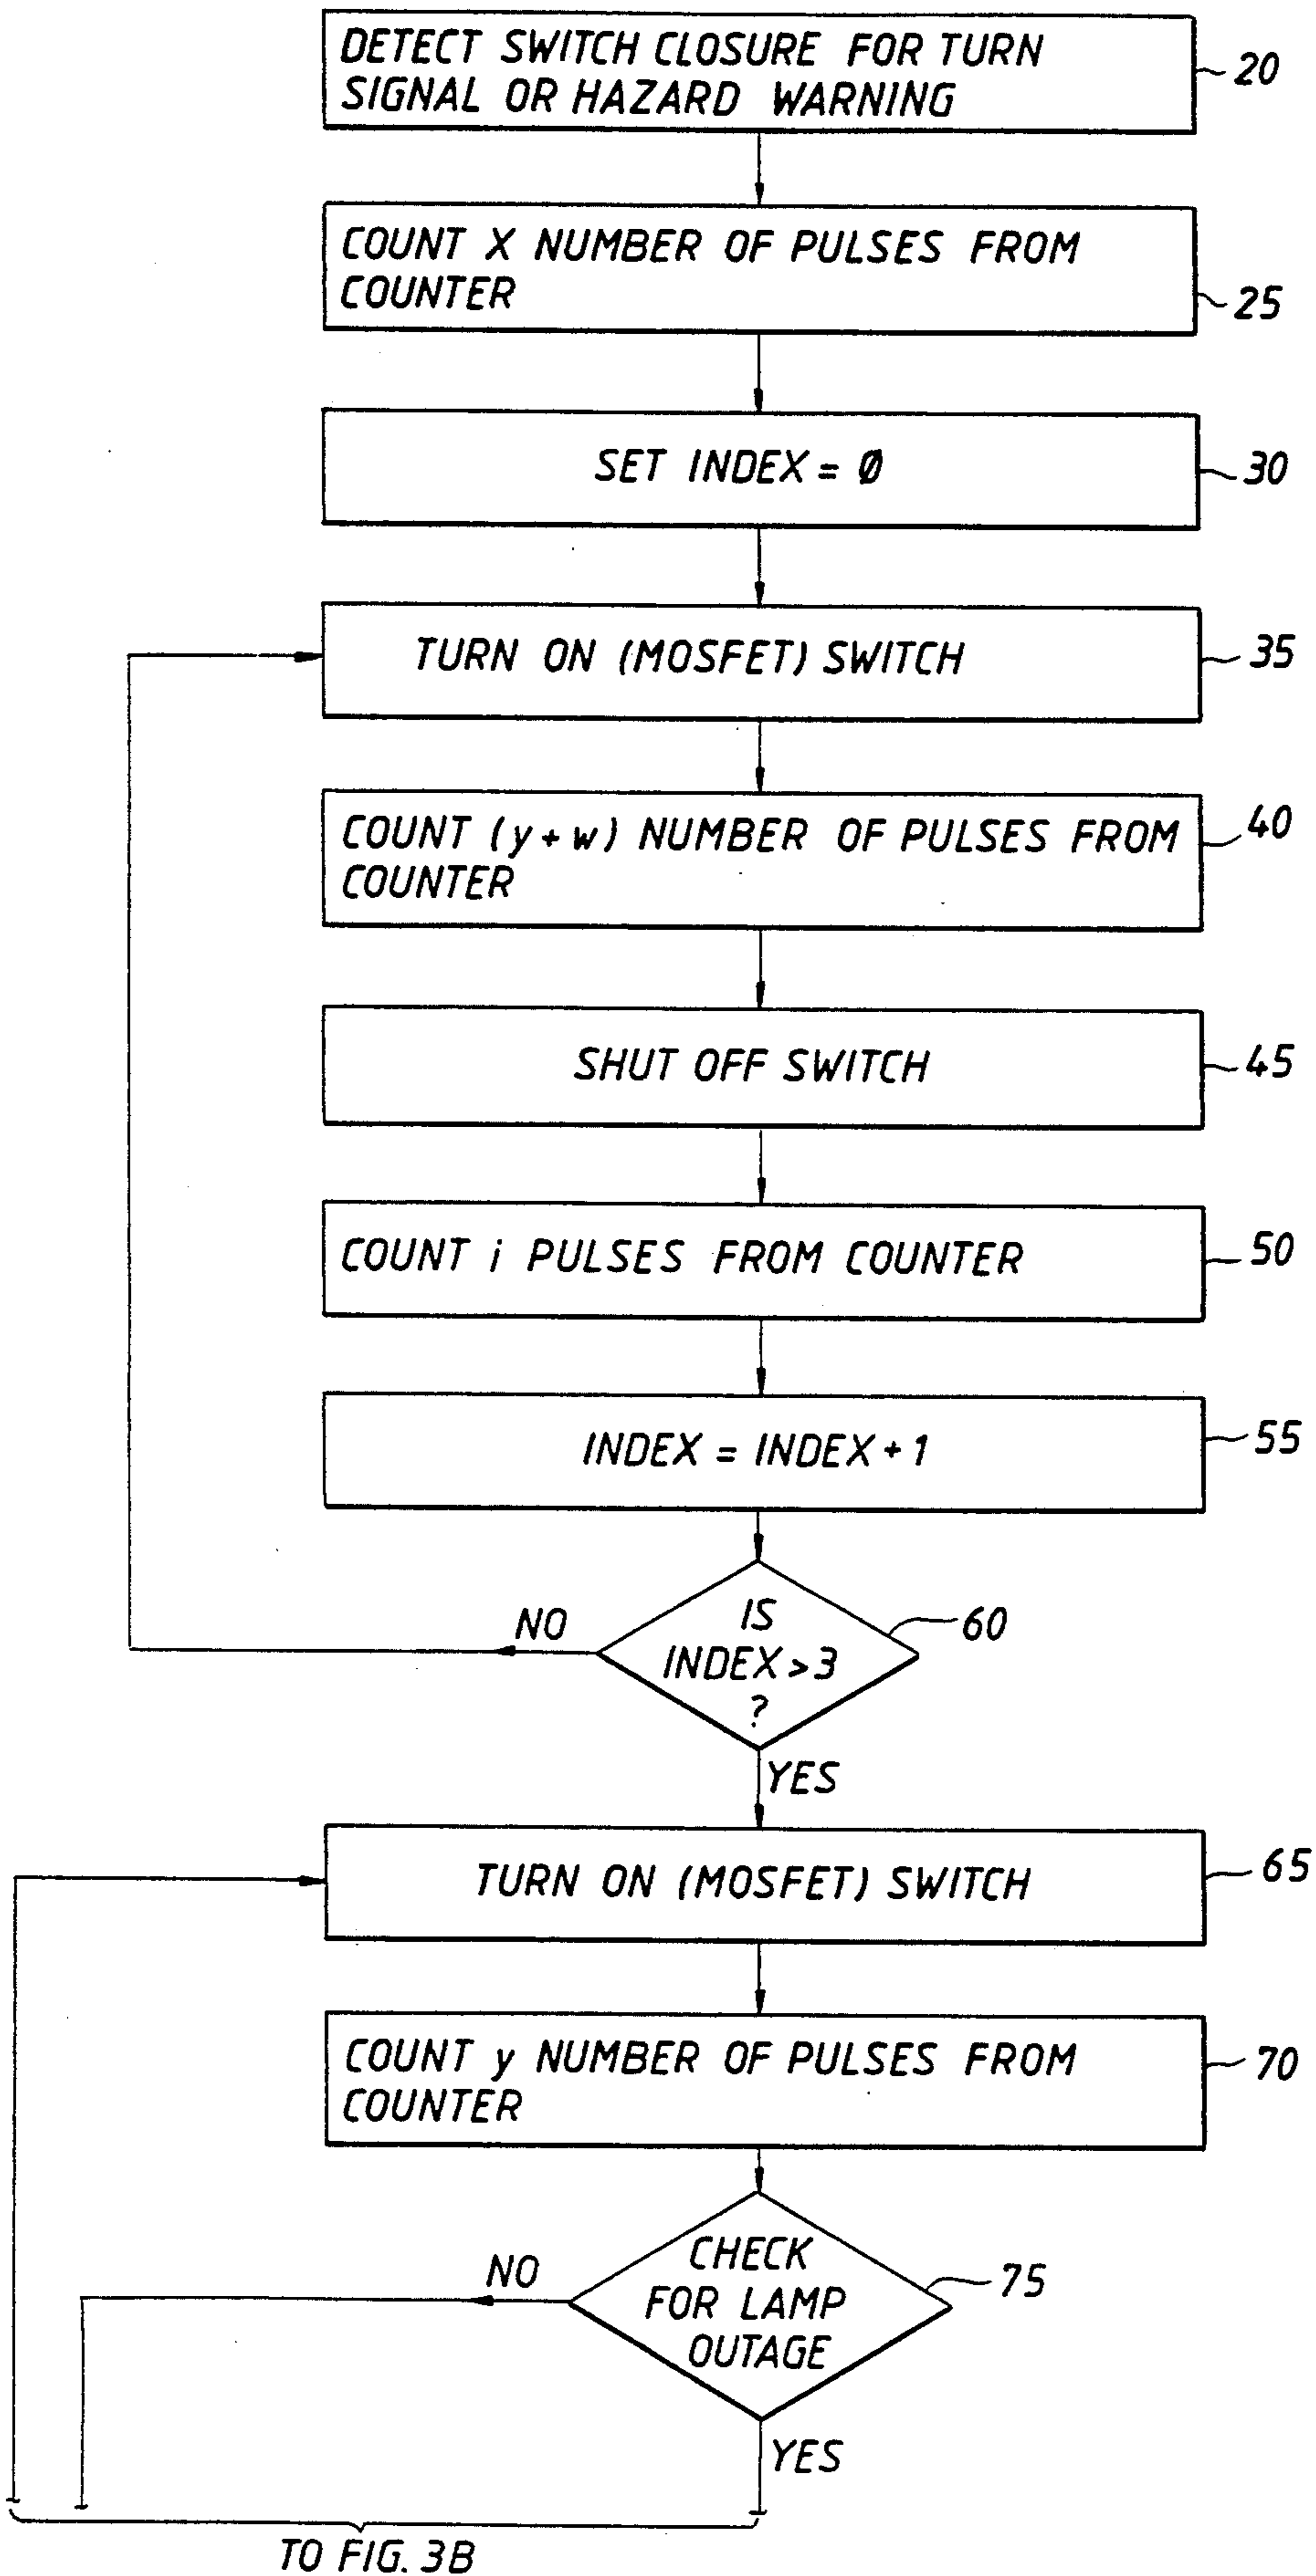 DETECT SWITCH CLOSURE FOR TURN
SIGNAL OR HAZARD WARNING
20
COUNT X NUMBER OF PULSES FROM
COUNTER
25
SET INDEX = Ø
30
TURN ON (MOSFET) SWITCH
35
COUNT (y + w) NUMBER OF PULSES FROM
COUNTER
40
SHUT OFF SWITCH
45
COUNT i PULSES FROM COUNTER
50
INDEX = INDEX + 1
55
IS
INDEX > 3
?
60
NO
YES
TURN ON (MOSFET) SWITCH
65
COUNT y NUMBER OF PULSES FROM
COUNTER
70
CHECK
FOR LAMP
OUTAGE
75
NO
YES
TO FIG. 3B